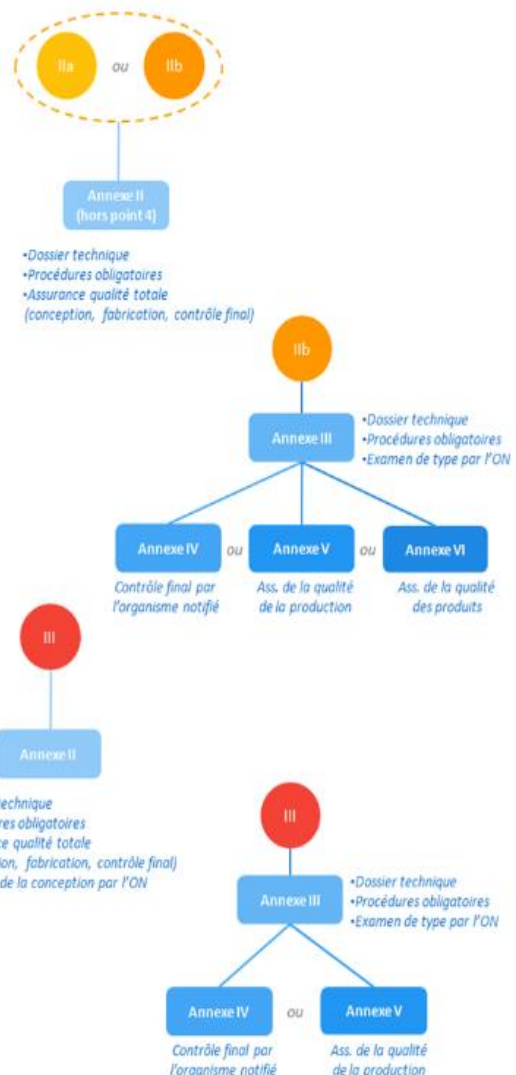 IIa
ou
IIb
Annexe II
(hors point 4)
•Dossier technique
•Procédures obligatoires
•Assurance qualité totale
(conception, fabrication, contrôle final)
IIb
Annexe III
•Dossier technique
•Procédures obligatoires
•Examen de type par l'ON
Annexe IV
ou
Annexe V
ou
Annexe VI
Contrôle final par
l'organisme notifié
Ass. de la qualité
de la production
Ass. de la qualité
des produits
III
Annexe II
technique
obligatoires
qualité totale
fabrication, contrôle final)
de la conception par l'ON
III
Annexe III
•Dossier technique
•Procédures obligatoires
•Examen de type par l'ON
Annexe IV
ou
Annexe V
Contrôle final par
l'organisme notifié
Ass. de la qualité
de la production